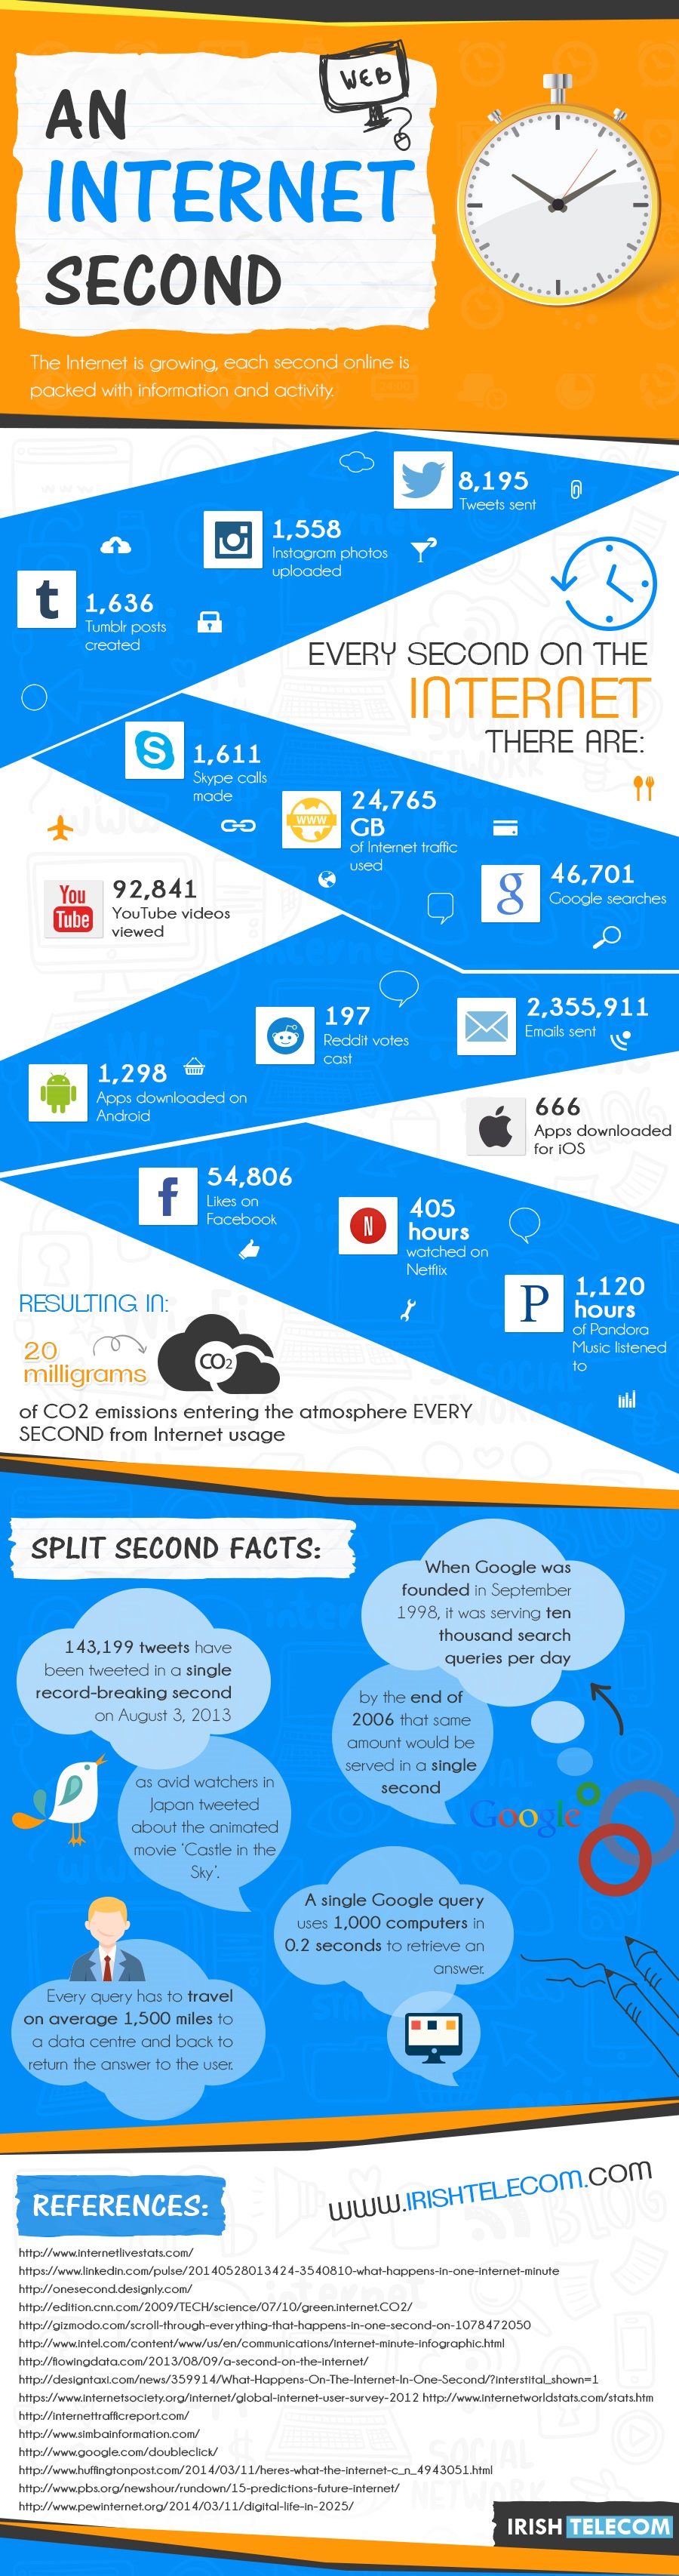 WEB
AN
INTERNET
SECOND
The Internet is growing, each second online is
packed with information and activity.
8,195
Tweets sent
1,558
Instagram photos
uploaded
t
1,636
Tumblr posts
created
EVERY SECOND ON THE
INTERNET
THERE ARE:
S
1,611
Skype calls
made
WWW
24,765
GB
of Internet traffic
used
g
46,701
Google searches
You
Tube
92,841
YouTube videos
viewed
197
Reddit votes
cast
2,355,911
Emails sent
1,298
Apps downloaded on
Android
666
Apps downloaded
for iOS
f
54,806
Likes on
Facebook
N
405
hours
watched on
Netflix
P
1,120
hours
of Pandora
Music listened
to
RESULTING IN:
20
milligrams
CO2
of CO2 emissions entering the atmosphere EVERY
SECOND from Internet usage
SPLIT SECOND FACTS:
When Google was
founded in September
1998, it was serving ten
thousand search
queries per day
143,199 tweets have
been tweeted in a single
record-breaking second
on August 3, 2013
by the end of
2006 that same
amount would be
served in a single
second
as avid watchers in
Japan tweeted
about the animated
movie 'Castle in the
Sky'.
Google
A single Google query
uses 1,000 computers in
0.2 seconds to retrieve an
answer.
Every query has to travel
on average 1,500 miles to
a data centre and back to
return the answer to the user.
REFERENCES:
WWW.IRISHTELECOM.COM
http://www.internetlivestats.com/
https://www.linkedin.com/pulse/20140528013424-3540810-what-happens-in-one-internet-minute
http://onesecond.designly.com/
http://edition.cnn.com/2009/TECH/science/07/10/green.internet.CO2/
http://gizmodo.com/scroll-through-everything-that-happens-in-one-second-on-1078472050
http://www.intel.com/content/www/us/en/communications/internet-minute-infographic.html
http://flowingdata.com/2013/08/09/a-second-on-the-internet/
http://designtaxi.com/news/359914/What-Happens-On-The-Internet-In-One-Second/?interstital_shown=1
https://www.internetsociety.org/internet/global-internet-user-survey-2012 http://www.internetworldstats.com/stats.htm
http://internettrafficreport.com/
http://www.simbainformation.com/
http://www.google.com/doubleclick/
http://www.huffingtonpost.com/2014/03/11/heres-what-the-internet-c_n_4943051.html
http://www.pbs.org/newshour/rundown/15-predictions-future-internet/
http://www.pewinternet.org/2014/03/11/digital-life-in-2025/
IRISH TELECOM